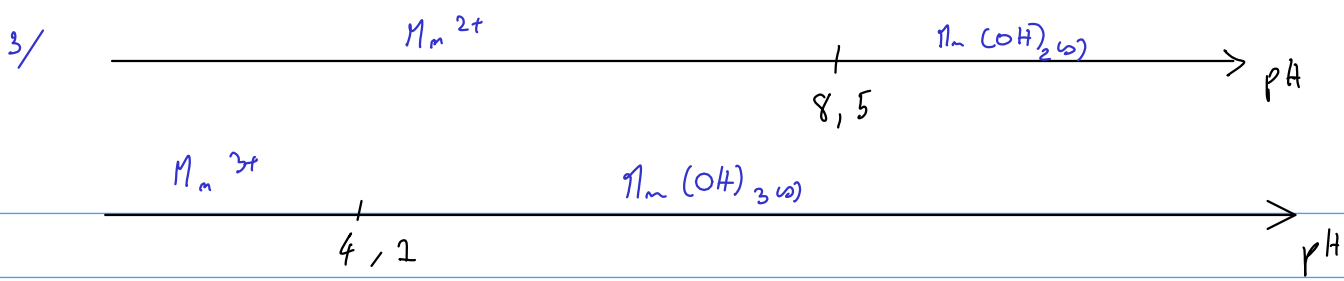 3/ Mn 2+ Mn (OH)2(s)
8,5 pH
Mn 3+ Mn (OH) 3(s)
4,2 pH